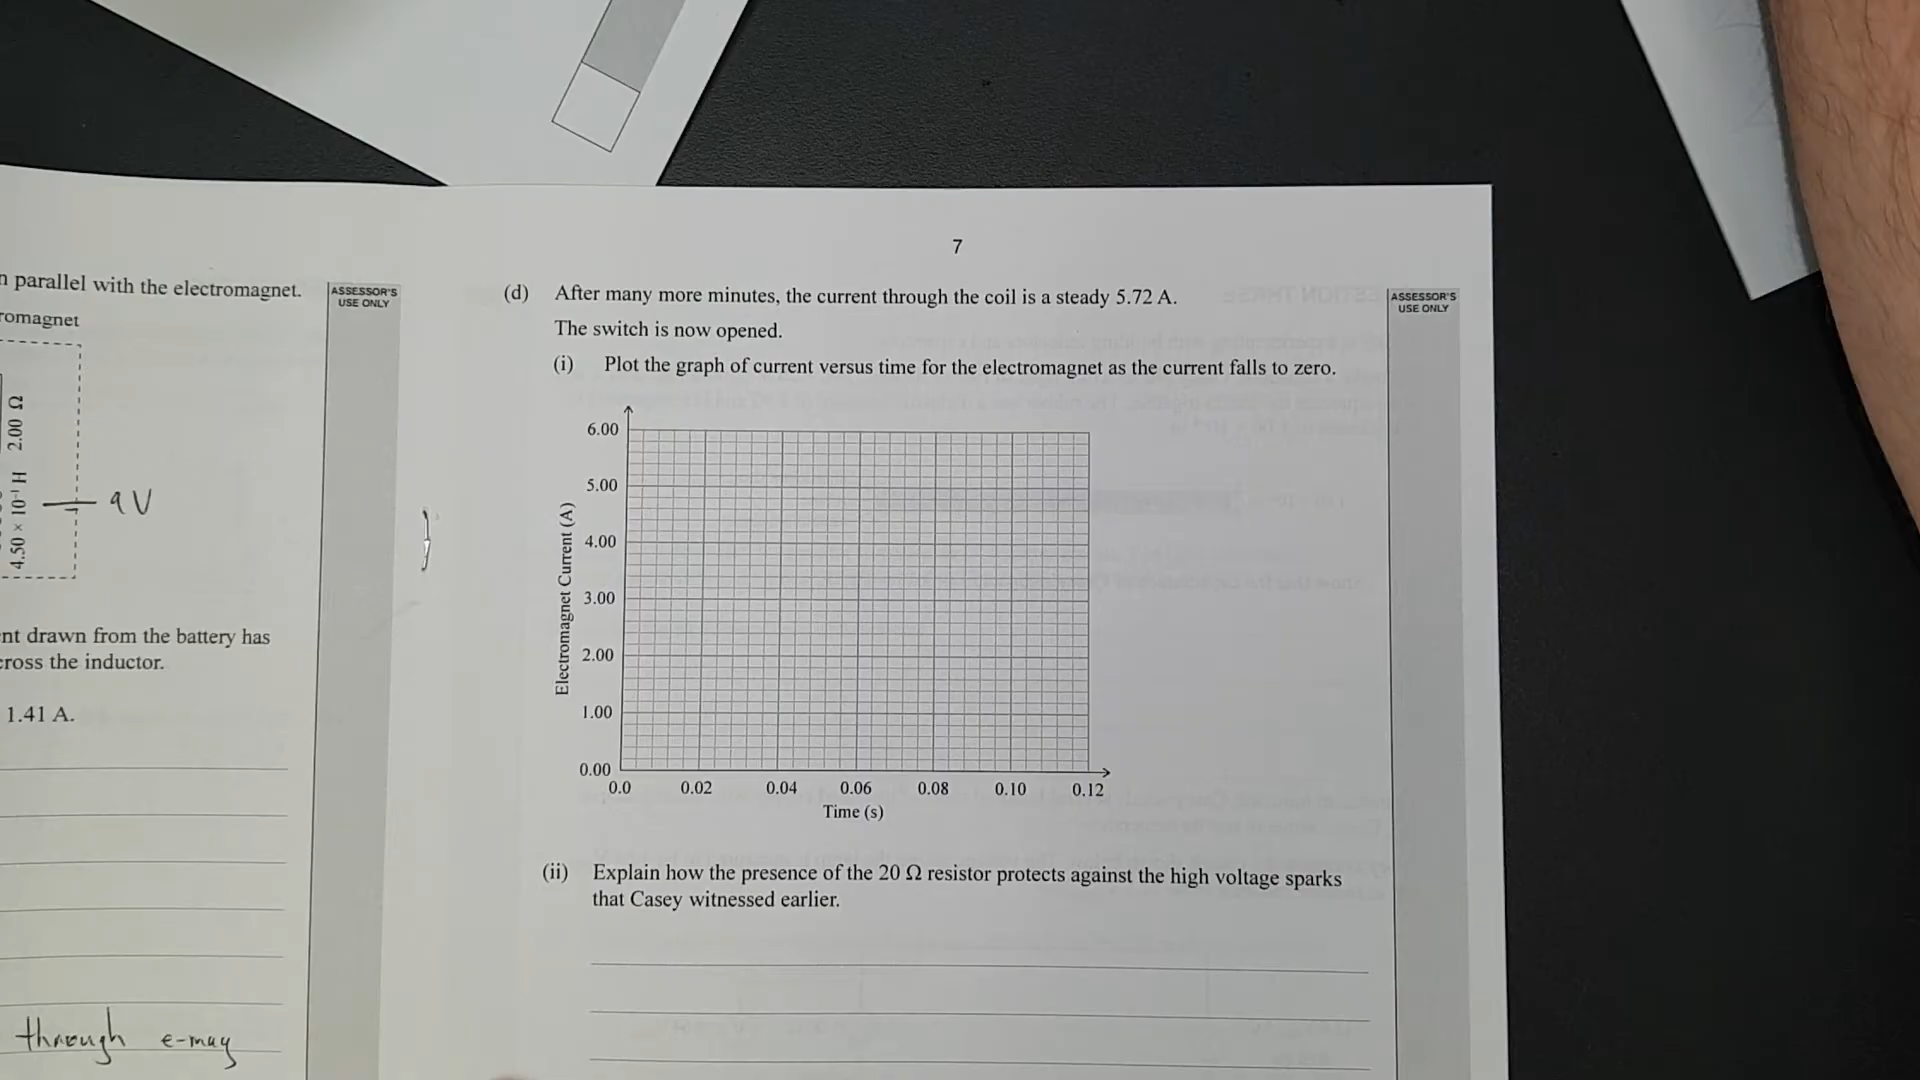 parallel with the electromagnet.
ASSESSOR'S
USE ONLY
4.50 × 10⁻¹ H 2.00 Ω
9V
drawn from the battery has
the inductor.
1.41 A.
through e-mag
7
(d) After many more minutes, the current through the coil is a steady 5.72 A.
The switch is now opened.
(i) Plot the graph of current versus time for the electromagnet as the current falls to zero.
ASSESSOR'S
USE ONLY
Electromagnet Current (A)
6.00
5.00
4.00
3.00
2.00
1.00
0.00
0.0 0.02 0.04 0.06 0.08 0.10 0.12
Time (s)
(ii) Explain how the presence of the 20 Ω resistor protects against the high voltage sparks
that Casey witnessed earlier.